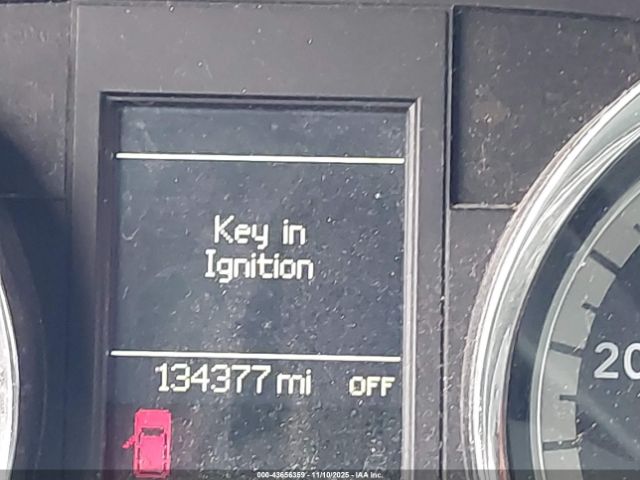 Key in
Ignition
134377 mi OFF
20
000-43656359 - 11/10/2025 - IAA Inc.